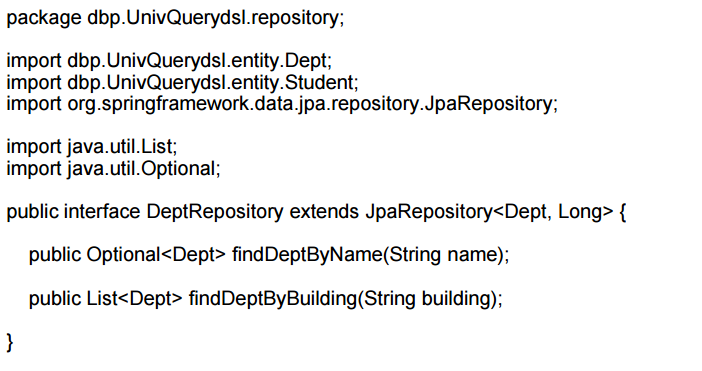 package dbp.UnivQuerydsl.repository;
import dbp.UnivQuerydsl.entity.Dept;
import dbp.UnivQuerydsl.entity.Student;
import org.springframework.data.jpa.repository.JpaRepository;
import java.util.List;
import java.util.Optional;
public interface DeptRepository extends JpaRepository<Dept, Long> {
public Optional<Dept> findDeptByName(String name);
public List<Dept> findDeptByBuilding(String building);
}